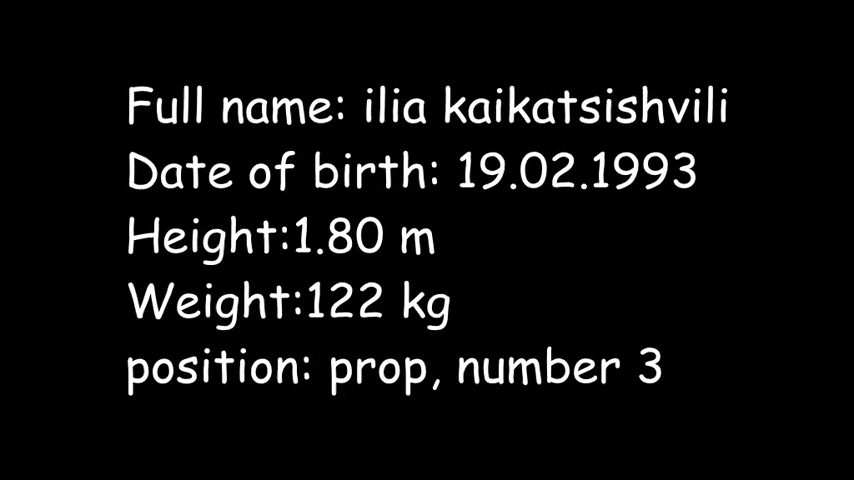 Full name: ilia kaikatsishvili
Date of birth: 19.02.1993
Height:1.80 m
Weight:122 kg
position: prop, number 3